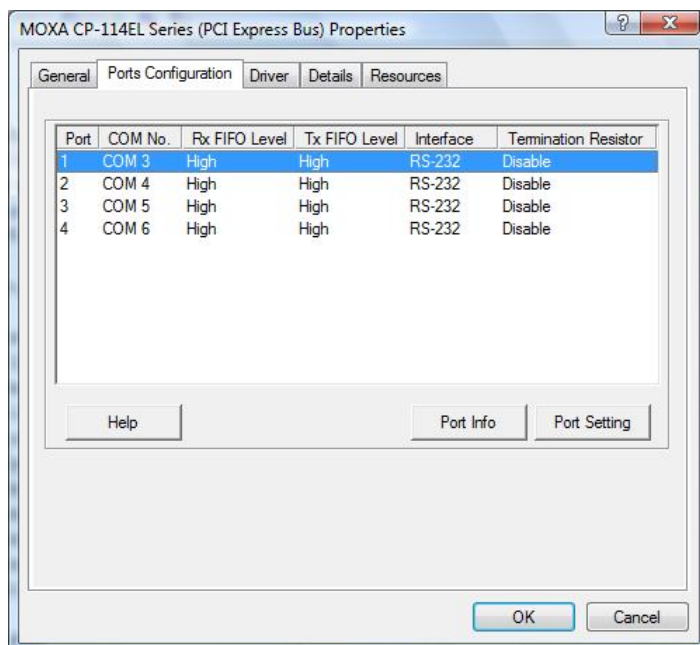 MOXA CP-114EL Series (PCI Express Bus) Properties
General Ports Configuration Driver Details Resources
Port COM No. Rx FIFO Level Tx FIFO Level Interface Termination Resistor
1 COM 3 High High RS-232 Disable
2 COM 4 High High RS-232 Disable
3 COM 5 High High RS-232 Disable
4 COM 6 High High RS-232 Disable
Help Port Info Port Setting
OK Cancel